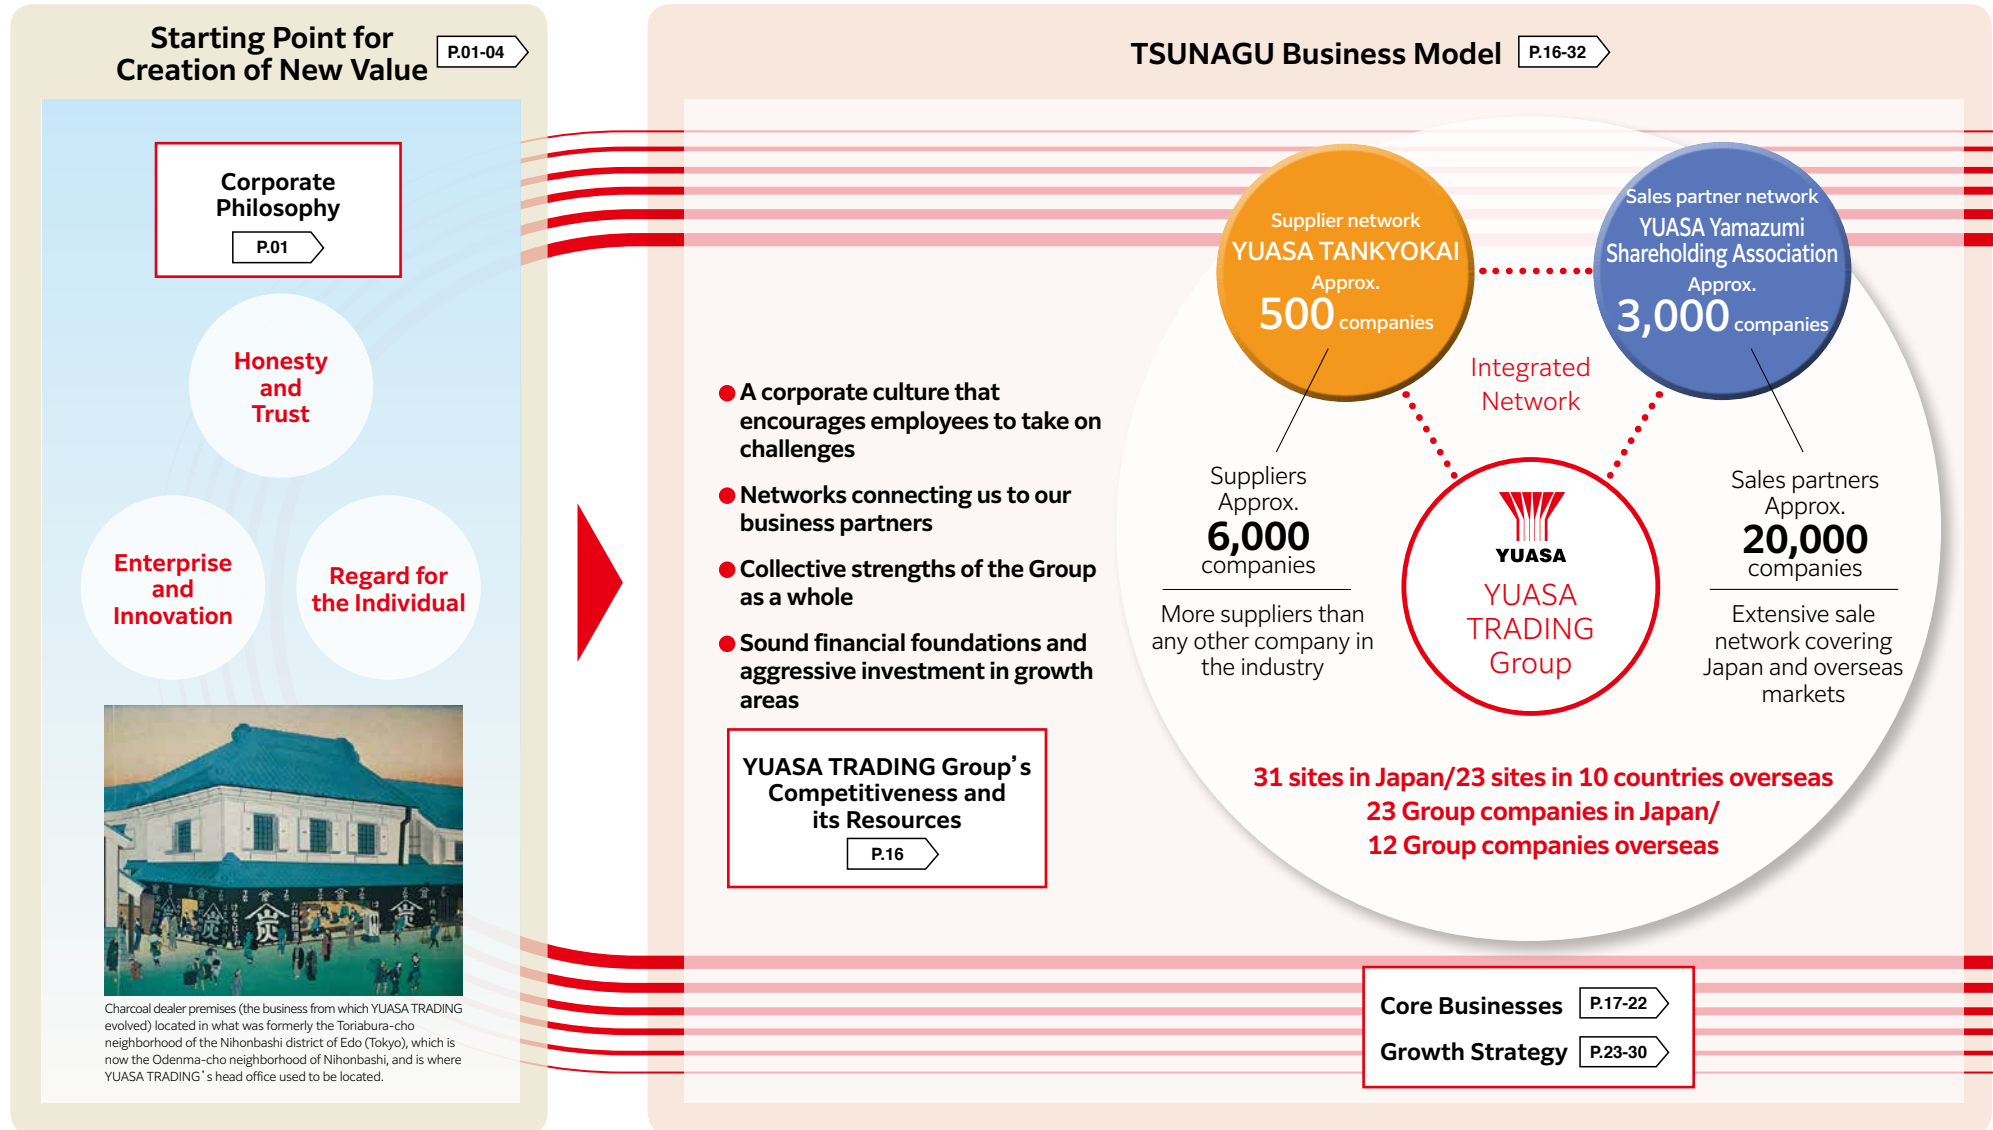 Starting Point for
Creation of New Value
P.01-04
Corporate
Philosophy
P.01
Honesty
and
Trust
Enterprise
and
Innovation
Regard for
the Individual
Charcoal dealer premises (the business from which YUASA TRADING
evolved) located in what was formerly the Toriabura-cho
neighborhood of the Nihonbashi district of Edo (Tokyo), which is
now the Odenma-cho neighborhood of Nihonbashi, and is where
YUASA TRADING's head office used to be located.
TSUNAGU Business Model
P.16-32
● A corporate culture that
encourages employees to take on
challenges
● Networks connecting us to our
business partners
● Collective strengths of the Group
as a whole
● Sound financial foundations and
aggressive investment in growth
areas
YUASA TRADING Group's
Competitiveness and
its Resources
P.16
Supplier network
YUASA TANKYOKAI
Approx.
500 companies
Sales partner network
YUASA Yamazumi
Shareholding Association
Approx.
3,000 companies
Integrated
Network
Suppliers
Approx.
6,000
companies
More suppliers than
any other company in
the industry
YUASA
YUASA
TRADING
Group
Sales partners
Approx.
20,000
companies
Extensive sale
network covering
Japan and overseas
markets
31 sites in Japan/23 sites in 10 countries overseas
23 Group companies in Japan/
12 Group companies overseas
Core Businesses P.17-22
Growth Strategy P.23-30